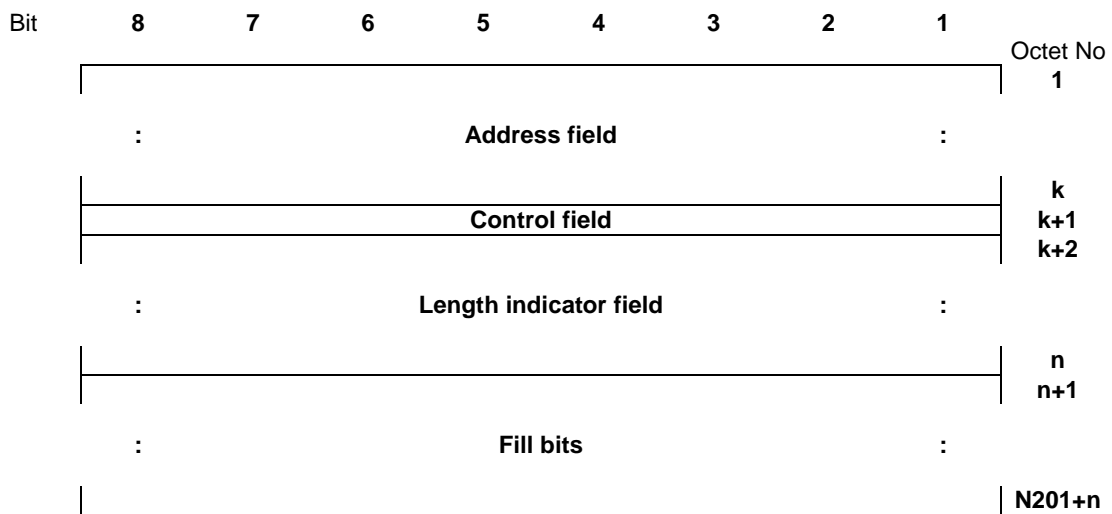 Bit 8 7 6 5 4 3 2 1
Octet No
1
: Address field :
k
Control field k+1
k+2
: Length indicator field :
n
n+1
: Fill bits :
N201+n